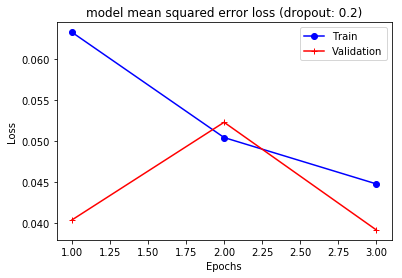 model mean squared error loss (dropout: 0.2)
Train
Validation
0.060
0.055
0.050
0.045
0.040
Loss
1.00 1.25 1.50 1.75 2.00 2.25 2.50 2.75 3.00
Epochs